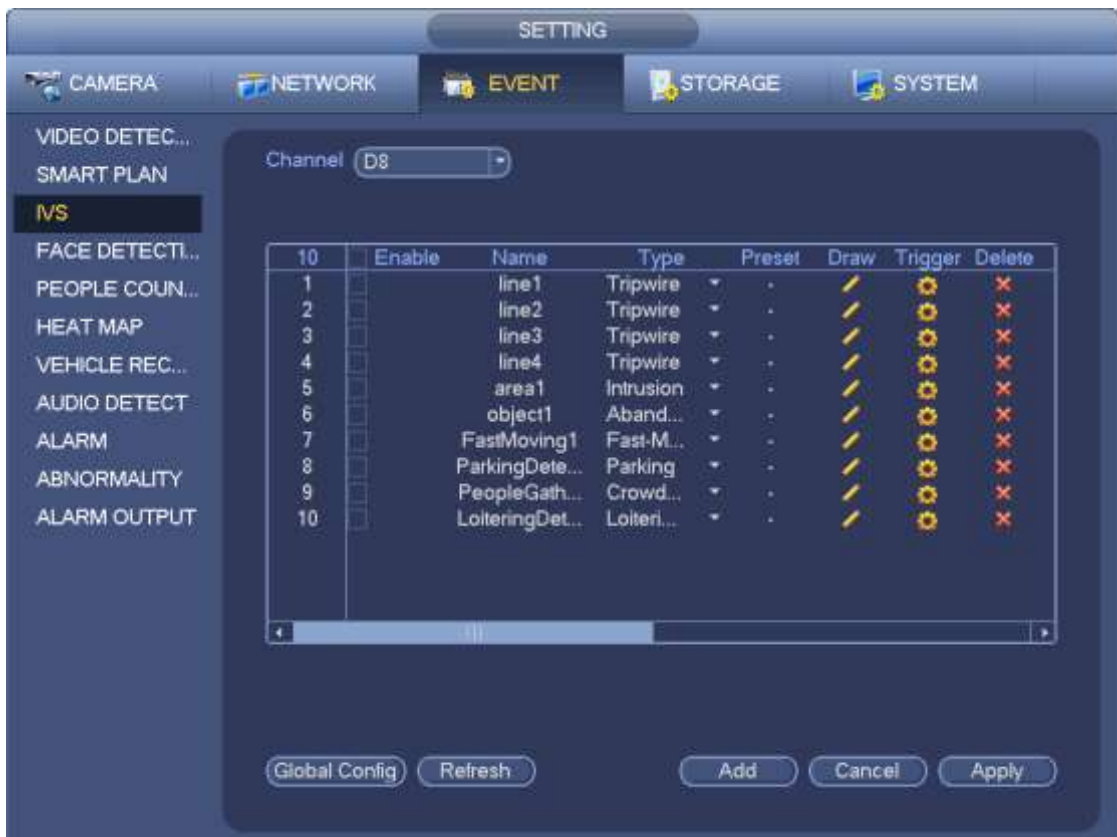 SETTING
CAMERA NETWORK EVENT STORAGE SYSTEM
VIDEO DETEC...
SMART PLAN
IVS
FACE DETECTI...
PEOPLE COUN...
HEAT MAP
VEHICLE REC...
AUDIO DETECT
ALARM
ABNORMALITY
ALARM OUTPUT
Channel D8
10 Enable Name Type Preset Draw Trigger Delete
1 line1 Tripwire -
2 line2 Tripwire -
3 line3 Tripwire -
4 line4 Tripwire -
5 area1 Intrusion -
6 object1 Aband... -
7 FastMoving1 Fast-M... -
8 ParkingDete... Parking -
9 PeopleGath... Crowd... -
10 LoiteringDet... Loiteri... -
Global Config Refresh Add Cancel Apply